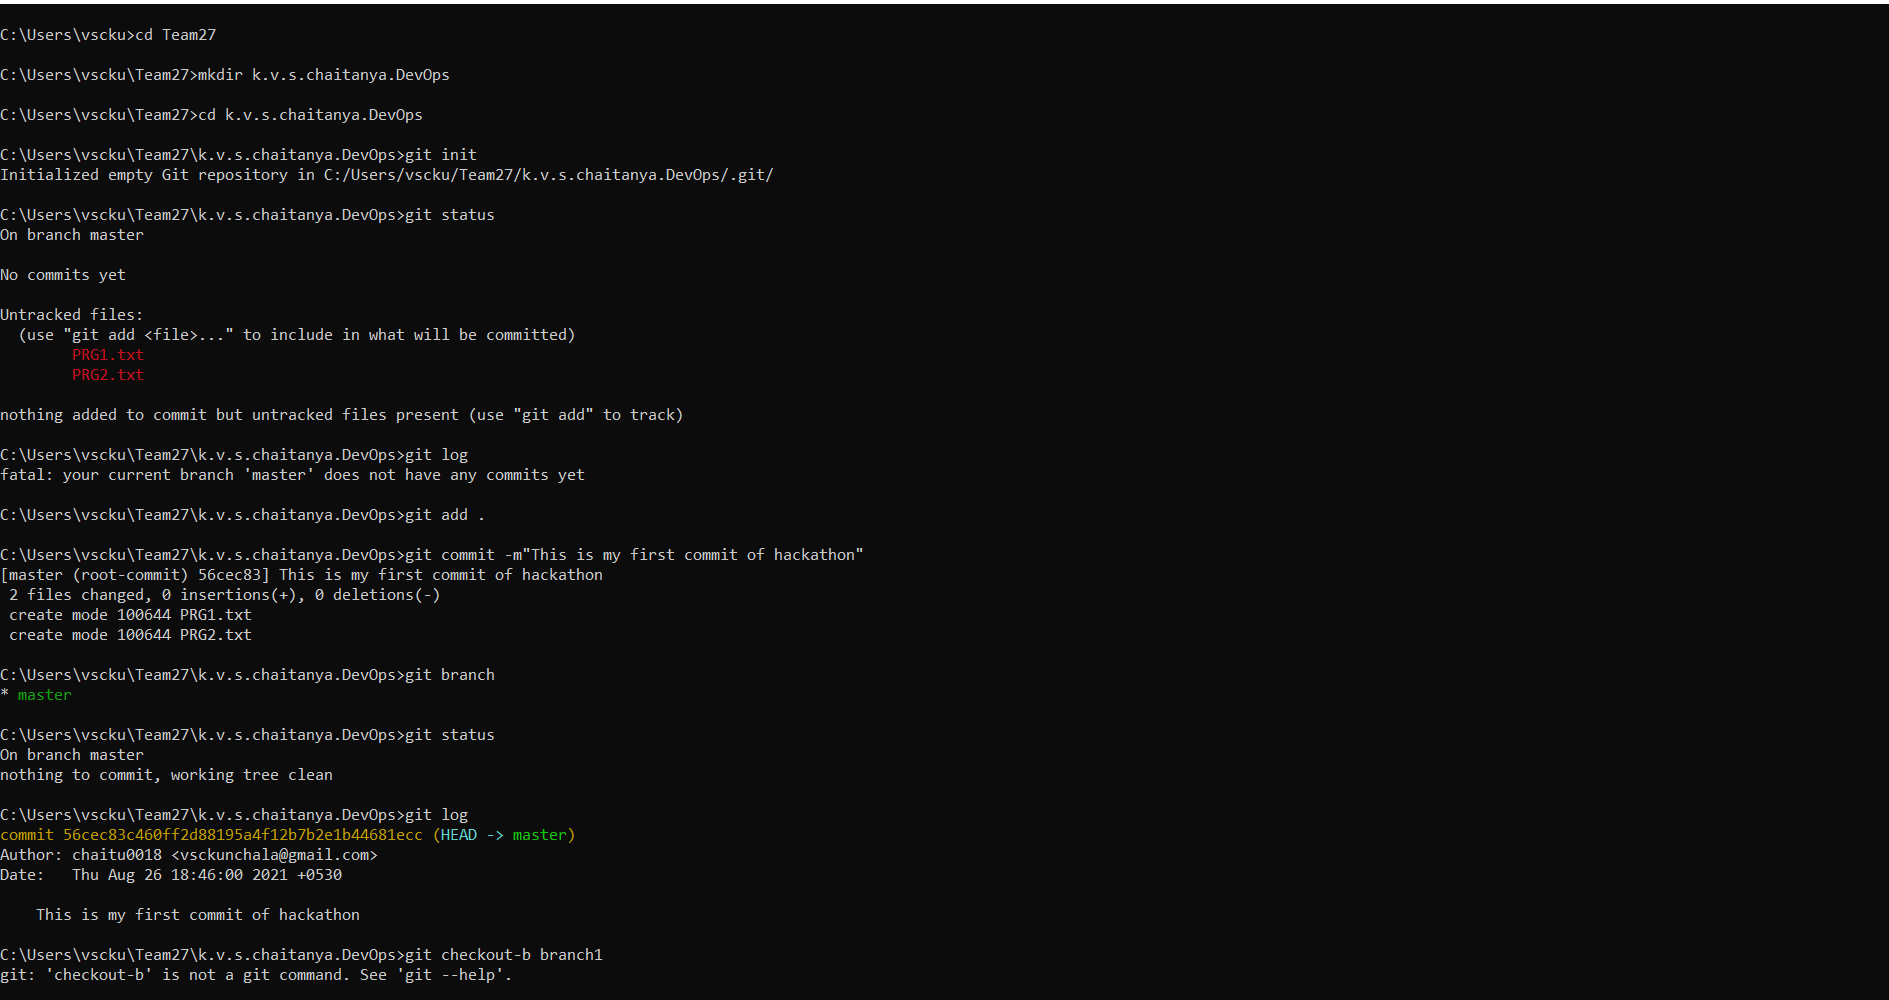 C:\Users\vscku>cd Team27
C:\Users\vscku\Team27>mkdir k.v.s.chaitanya.DevOps
C:\Users\vscku\Team27>cd k.v.s.chaitanya.DevOps
C:\Users\vscku\Team27\k.v.s.chaitanya.DevOps>git init
Initialized empty Git repository in C:/Users/vscku/Team27/k.v.s.chaitanya.DevOps/.git/
C:\Users\vscku\Team27\k.v.s.chaitanya.DevOps>git status
On branch master
No commits yet
Untracked files:
  (use "git add <file>..." to include in what will be committed)
        PRG1.txt
        PRG2.txt
nothing added to commit but untracked files present (use "git add" to track)
C:\Users\vscku\Team27\k.v.s.chaitanya.DevOps>git log
fatal: your current branch 'master' does not have any commits yet
C:\Users\vscku\Team27\k.v.s.chaitanya.DevOps>git add .
C:\Users\vscku\Team27\k.v.s.chaitanya.DevOps>git commit -m"This is my first commit of hackathon"
[master (root-commit) 56cec83] This is my first commit of hackathon
 2 files changed, 0 insertions(+), 0 deletions(-)
 create mode 100644 PRG1.txt
 create mode 100644 PRG2.txt
C:\Users\vscku\Team27\k.v.s.chaitanya.DevOps>git branch
* master
C:\Users\vscku\Team27\k.v.s.chaitanya.DevOps>git status
On branch master
nothing to commit, working tree clean
C:\Users\vscku\Team27\k.v.s.chaitanya.DevOps>git log
commit 56cec83c460ff2d88195a4f12b7b2e1b44681ecc (HEAD -> master)
Author: chaitu0018 <vsckunchala@gmail.com>
Date:   Thu Aug 26 18:46:00 2021 +0530
    This is my first commit of hackathon
C:\Users\vscku\Team27\k.v.s.chaitanya.DevOps>git checkout-b branch1
git: 'checkout-b' is not a git command. See 'git --help'.